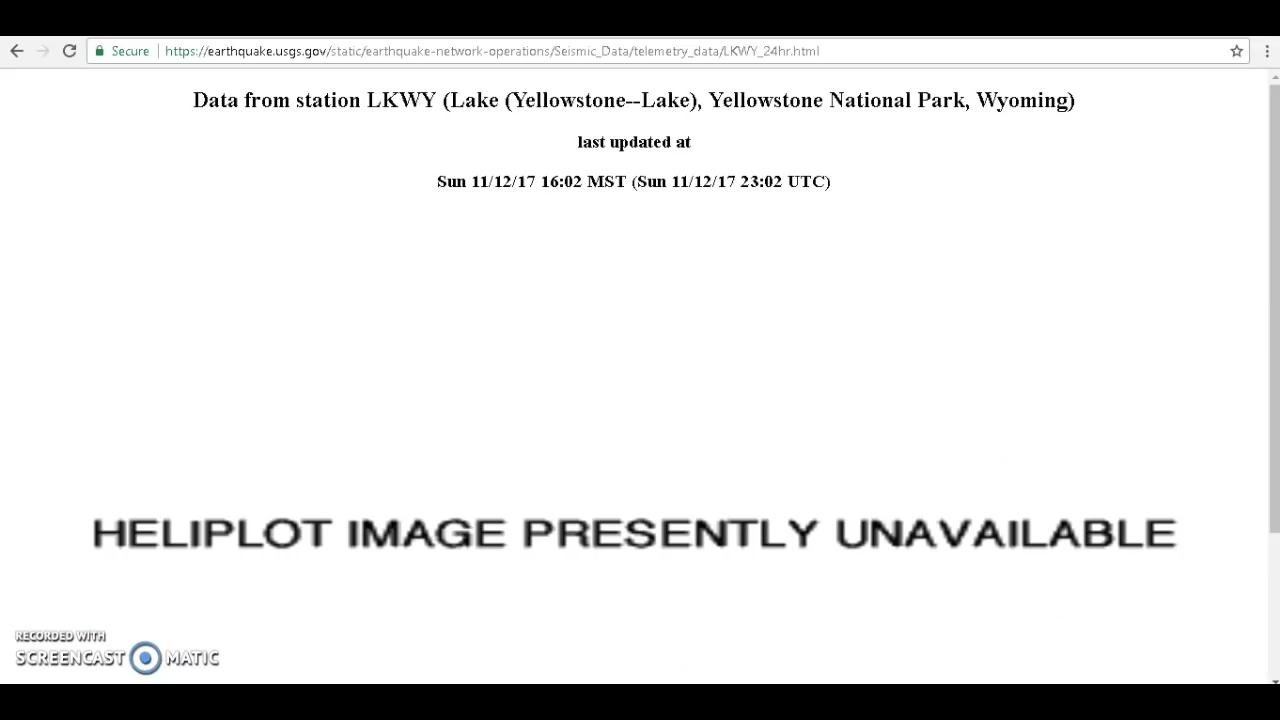 Secure https://earthquake.usgs.gov/static/earthquake-network-operations/Seismic_Data/telemetry_data/LKWY_24hr.html
Data from station LKWY (Lake (Yellowstone--Lake), Yellowstone National Park, Wyoming)
last updated at
Sun 11/12/17 16:02 MST (Sun 11/12/17 23:02 UTC)
HELIPLOT IMAGE PRESENTLY UNAVAILABLE
RECORDED WITH
SCREENCAST MATIC